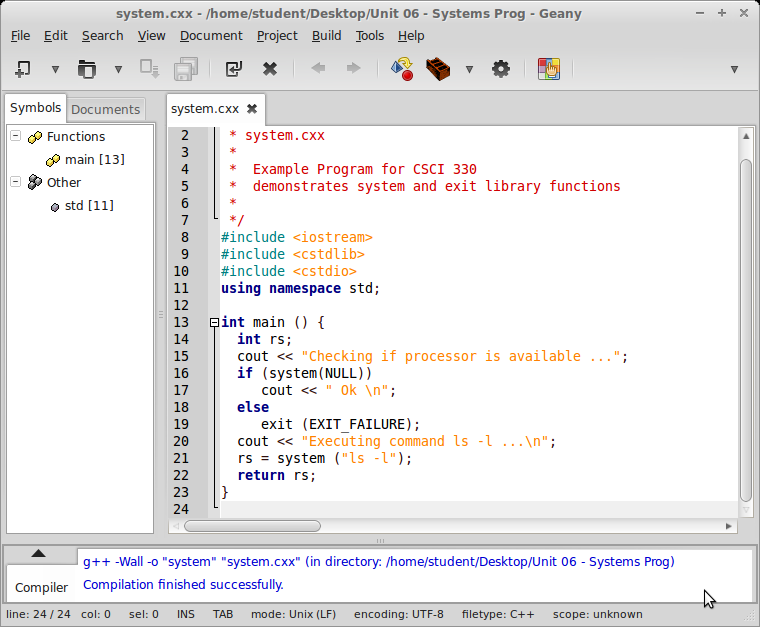 system.cxx - /home/student/Desktop/Unit 06 - Systems Prog - Geany
File Edit Search View Document Project Build Tools Help
Symbols Documents
Functions
main [13]
Other
std [11]
system.cxx
2 * system.cxx
3 *
4 * Example Program for CSCI 330
5 * demonstrates system and exit library functions
6 *
7 */
8 #include <iostream>
9 #include <cstdlib>
10 #include <cstdio>
11 using namespace std;
12
13 int main () {
14 int rs;
15 cout << "Checking if processor is available ...";
16 if (system(NULL))
17 cout << " Ok \n";
18 else
19 exit (EXIT_FAILURE);
20 cout << "Executing command ls -l ...\n";
21 rs = system ("ls -l");
22 return rs;
23 }
24
Compiler
g++ -Wall -o "system" "system.cxx" (in directory: /home/student/Desktop/Unit 06 - Systems Prog)
Compilation finished successfully.
line: 24 / 24 col: 0 sel: 0 INS TAB mode: Unix (LF) encoding: UTF-8 filetype: C++ scope: unknown